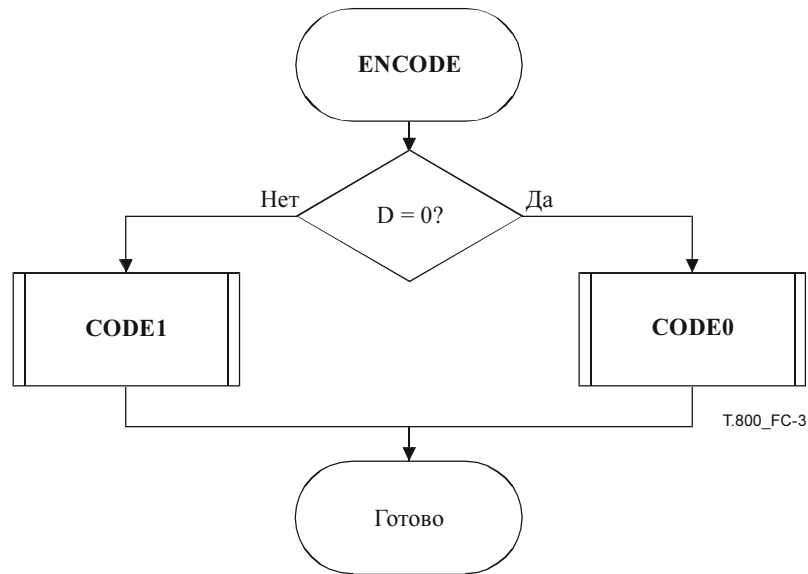 ENCODE
Нет
D = 0?
Да
CODE1
CODE0
T.800_FC-3
Готово